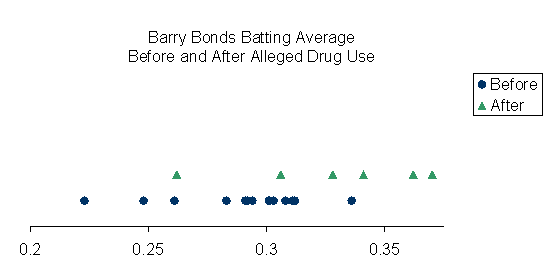 Barry Bonds Batting Average
Before and After Alleged Drug Use
Before
After
0.2 0.25 0.3 0.35